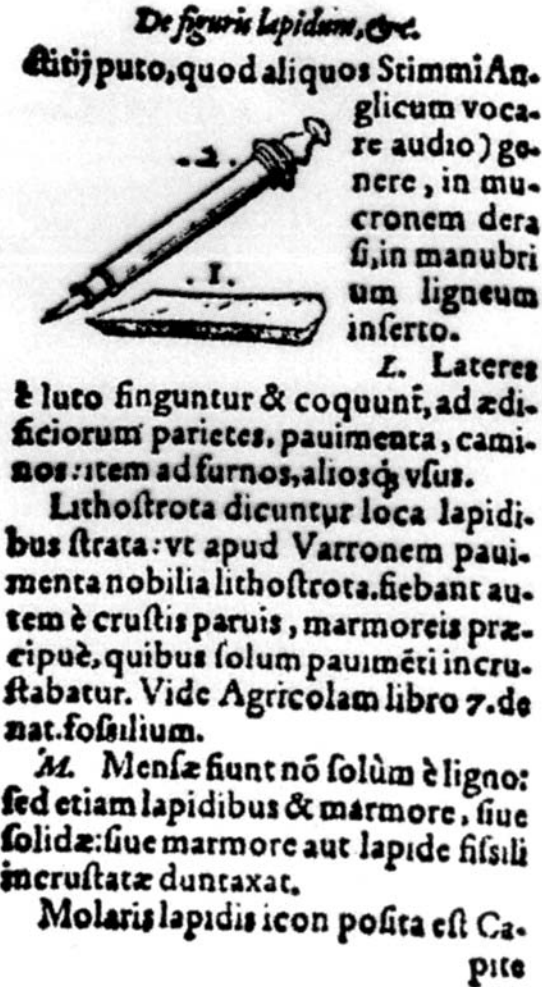 De figuris lapidum, &c.
ctitij puto, quod aliquos Stimmi An-
glicum voca-
re audio) ge-
nere, in mu-
cronem dera
si, in manubri
um ligneum
inserto.
.2.
.1.
L. Lateres
è luto finguntur & coquunt̃, ad ædi-
ficiorum parietes, pauimenta, cami-
nos: item ad furnos, aliosq́; vsus.
Lithostrota dicuntur loca lapidi-
bus strata: vt apud Varronem paui-
menta nobilia lithostrota. fiebant au-
tem è crustis paruis, marmoreis præ-
cipuè, quibus solum pauimẽti incru-
stabatur. Vide Agricolam libro 7. de
nat. fossilium.
M. Mensæ fiunt nõ solùm è ligno:
sed etiam lapidibus & marmore, siue
solidæ: siue marmore aut lapide fissili
incrustatæ duntaxat.
Molaris lapidis icon posita est Ca-
pite